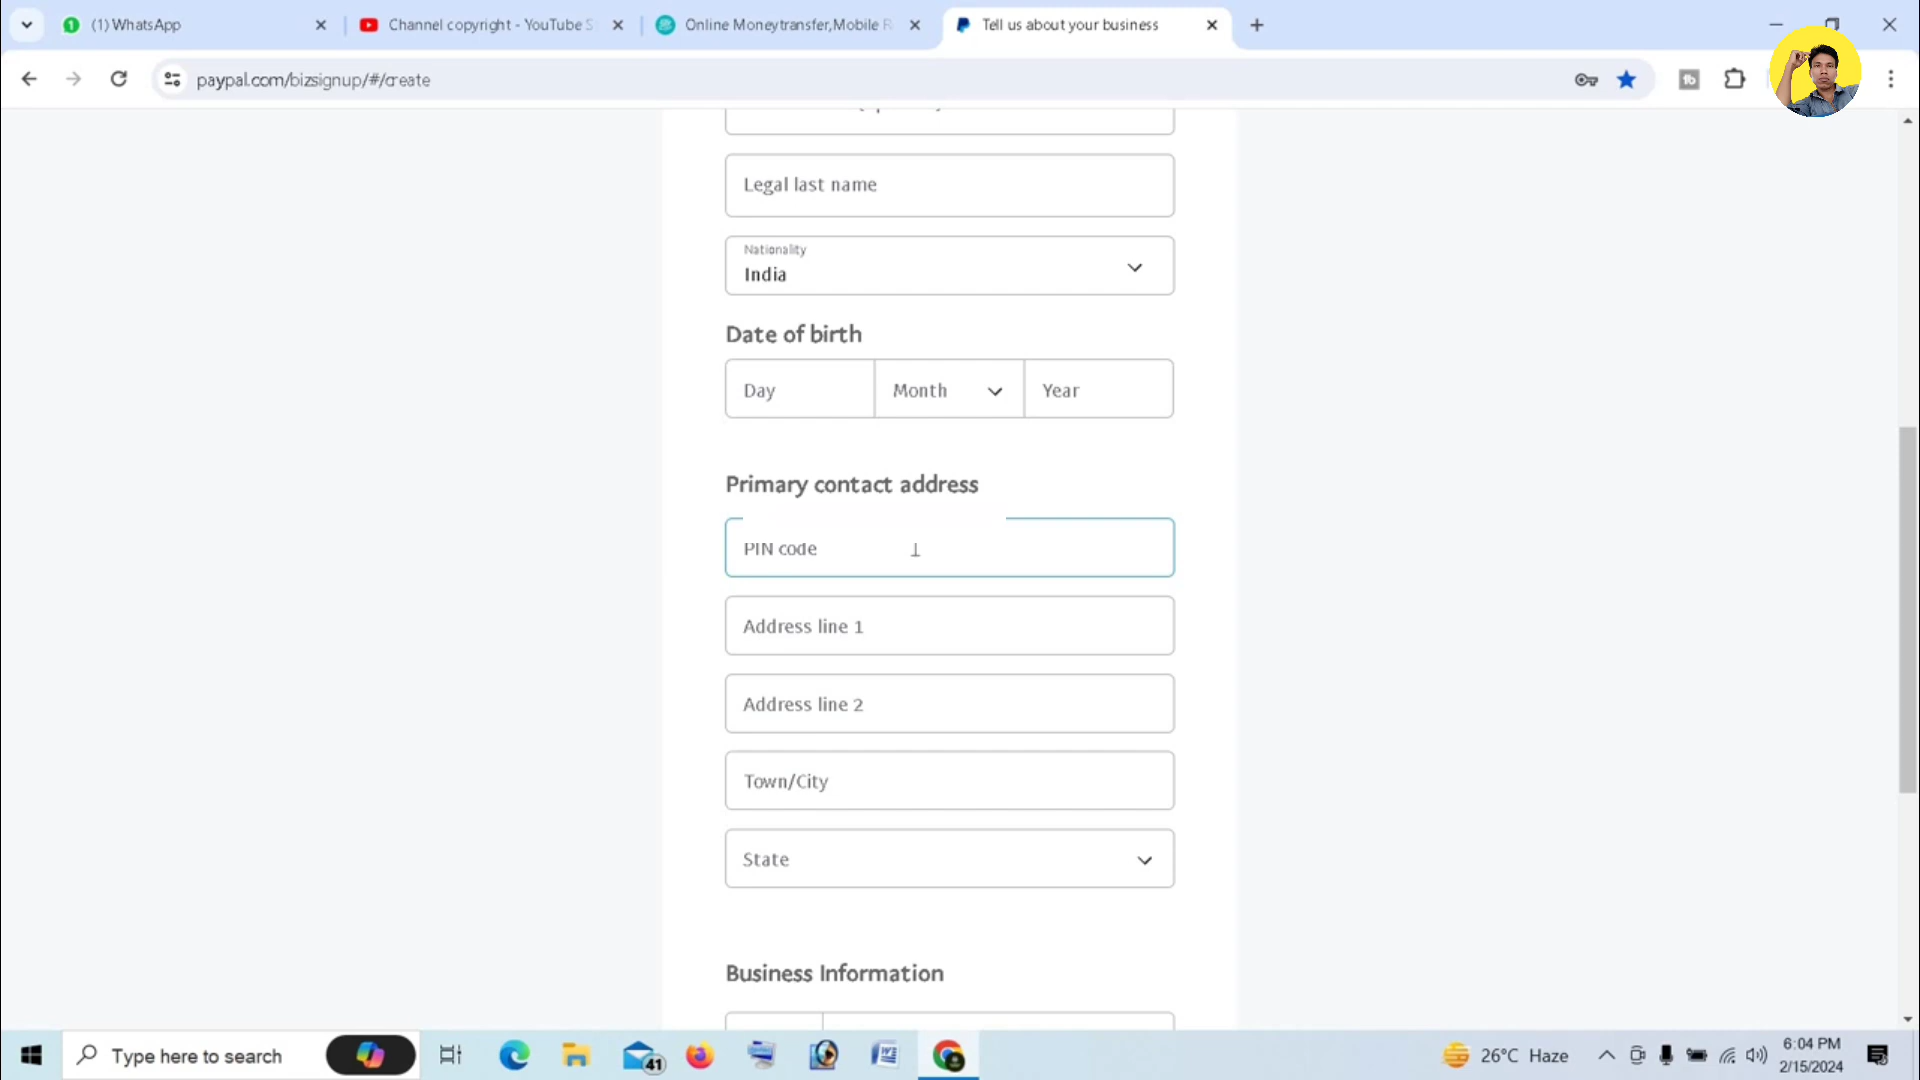 (1) WhatsApp
Channel copyright - YouTube S
Online Moneytransfer,Mobile R
Tell us about your business
paypal.com/bizsignup/#/create
Legal last name
Nationality
India
Date of birth
Day
Month
Year
Primary contact address
PIN code
Address line 1
Address line 2
Town/City
State
Business Information
Type here to search
41
26°C Haze
6:04 PM
2/15/2024